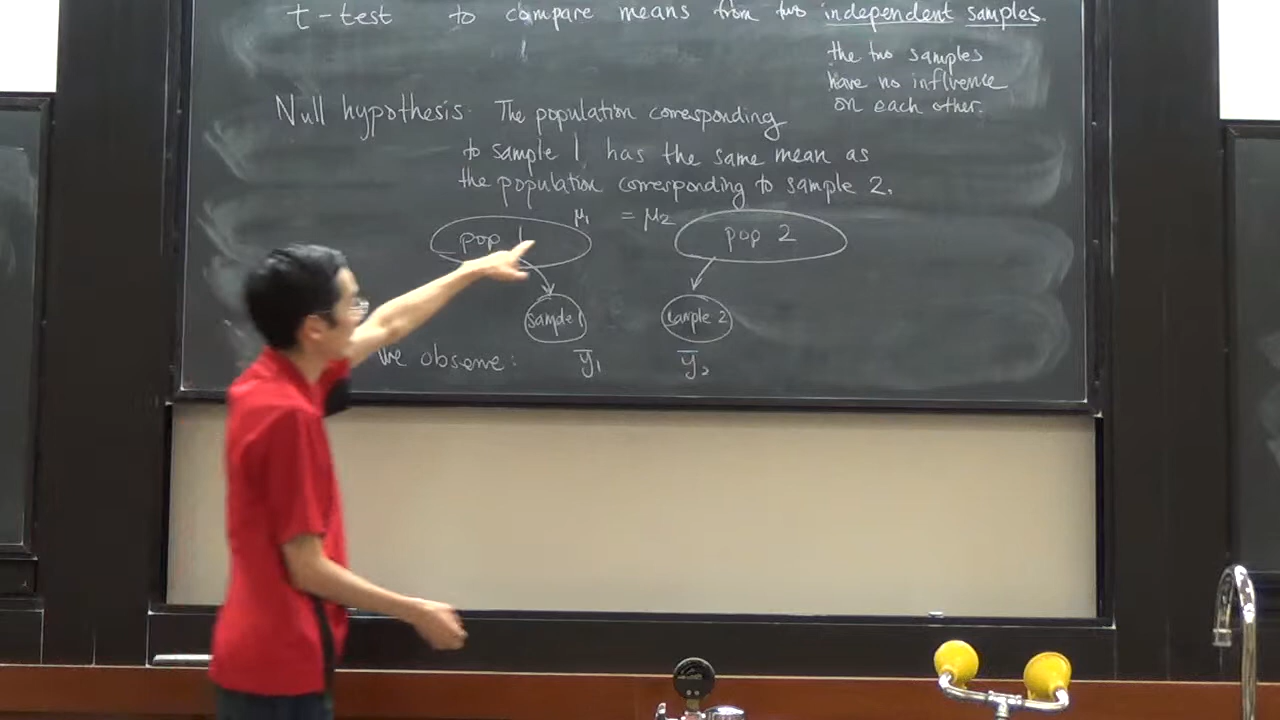 t-test to compare means from two independent samples.
the two samples
have no influence
on each other.
Null hypothesis: The population corresponding
to sample 1 has the same mean as
the population corresponding to sample 2.
μ₁ = μ₂
pop 1 pop 2
sample 1 sample 2
We observe: y̅₁ y̅₂